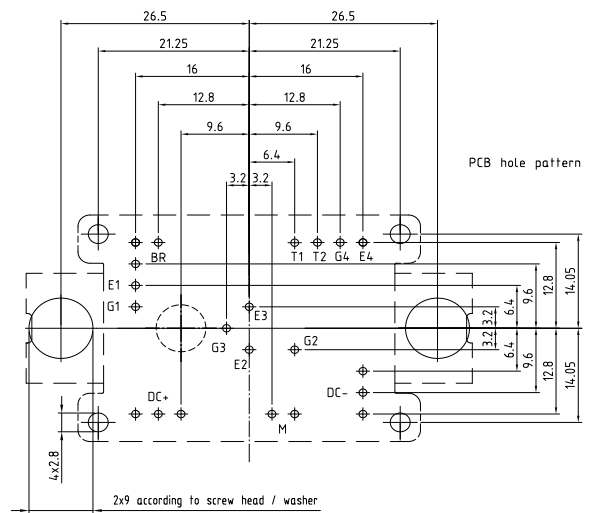 26.5 26.5
21.25 21.25
16 16
12.8 12.8
9.6 9.6
6.4
3.2 3.2
PCB hole pattern
BR T1 T2 G4 E4
E1
G1
E3
G3 G2
E2
3.2 6.4 9.6 12.8 14.05
3.2 6.4 9.6 12.8 14.05
DC+ DC-
M
4x2.8
2x9 according to screw head / washer